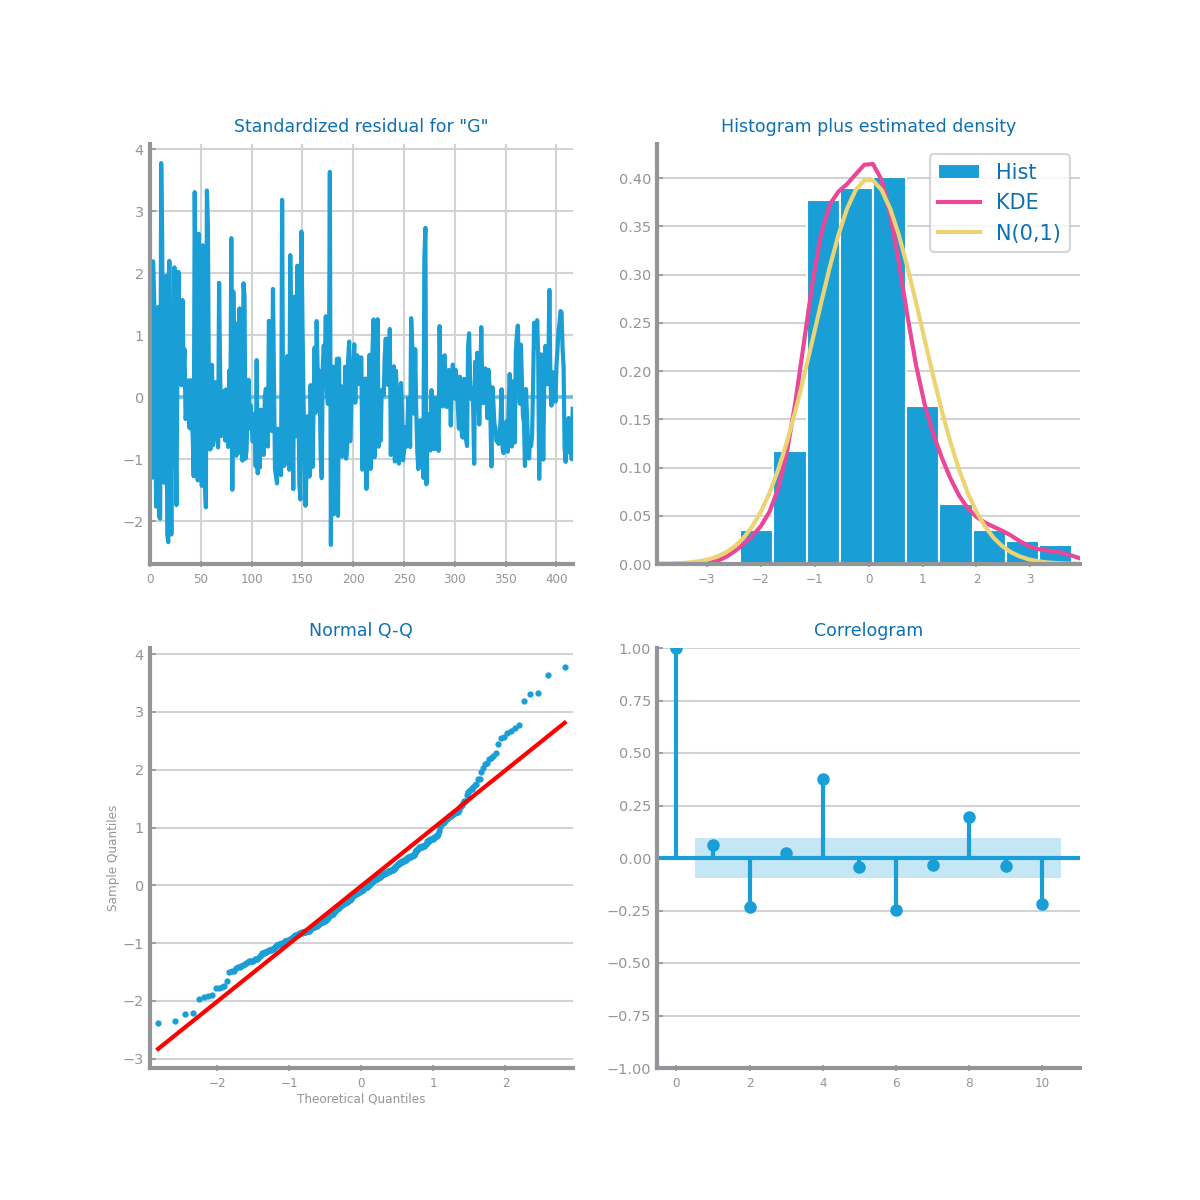 Standardized residual for "G"
4
3
2
1
0
−1
−2
0 50 100 150 200 250 300 350 400
Histogram plus estimated density
Hist
KDE
N(0,1)
0.40
0.35
0.30
0.25
0.20
0.15
0.10
0.05
0.00
−3 −2 −1 0 1 2 3
Normal Q-Q
Sample Quantiles
4
3
2
1
0
−1
−2
−3
−2 −1 0 1 2
Theoretical Quantiles
Correlogram
1.00
0.75
0.50
0.25
0.00
−0.25
−0.50
−0.75
−1.00
0 2 4 6 8 10